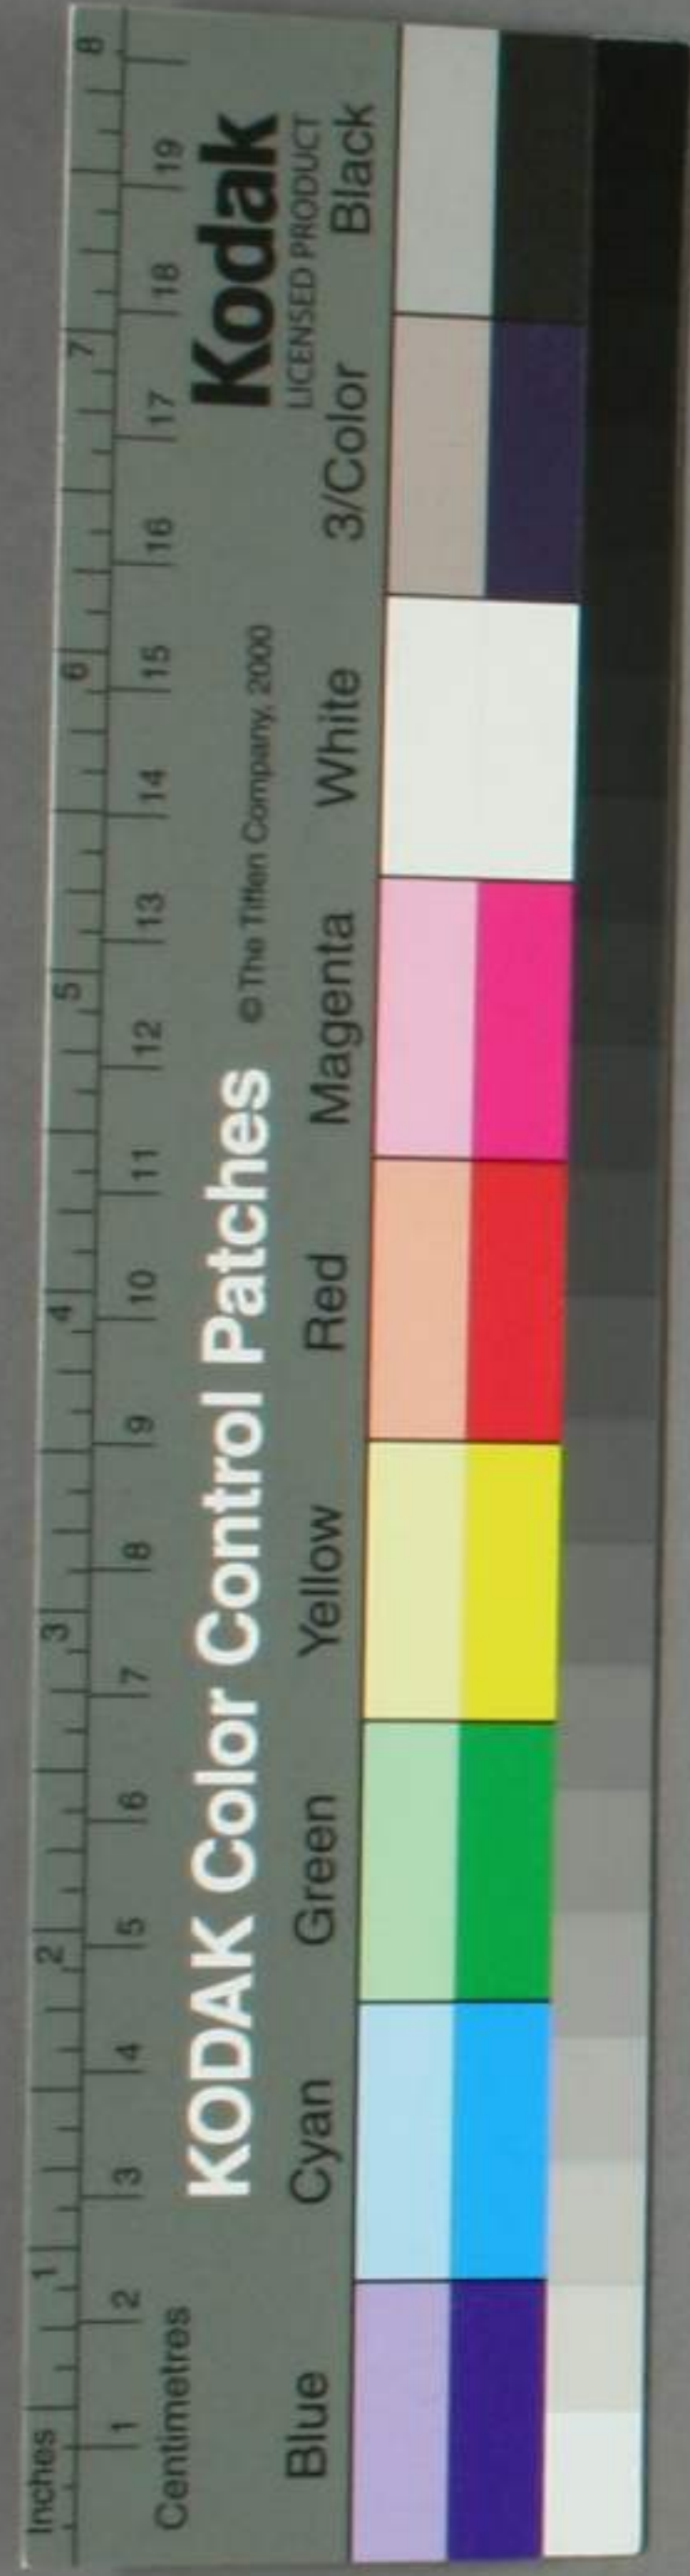 Inches 1 2 3 4 5 6 7 8
Centimetres 1 2 3 4 5 6 7 8 9 10 11 12 13 14 15 16 17 18 19
KODAK Color Control Patches © The Tiffen Company, 2000 Kodak
LICENSED PRODUCT
Blue Cyan Green Yellow Red Magenta White 3/Color Black